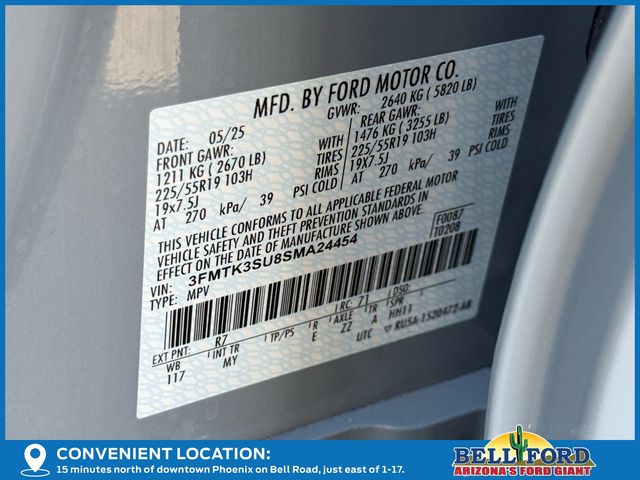 MFD. BY FORD MOTOR CO.
DATE: 05/25 GVWR: 2640 KG ( 5820 LB)
FRONT GAWR: REAR GAWR: WITH
1211 KG ( 2670 LB) WITH 1476 KG ( 3255 LB) TIRES
225/55R19 103H TIRES 225/55R19 103H RIMS
19x7.5J RIMS 19x7.5J
AT 270 kPa/ 39 PSI COLD AT 270 kPa/ 39 PSI COLD
THIS VEHICLE CONFORMS TO ALL APPLICABLE FEDERAL MOTOR
VEHICLE SAFETY AND THEFT PREVENTION STANDARDS IN
EFFECT ON THE DATE OF MANUFACTURE SHOWN ABOVE.
VIN: 3FMTK3SU8SMA24454 F0087
TYPE: MPV T0208
EXT PNT: R7 RC: 71 DSO:
WB INT TR TP/PS R AXLE TR SPR
117 MY E ZZ A HH11
UTC ▽ RU5A-1520472-AB
CONVENIENT LOCATION:
15 minutes north of downtown Phoenix on Bell Road, just east of 1-17.
BELL FORD
ARIZONA'S FORD GIANT